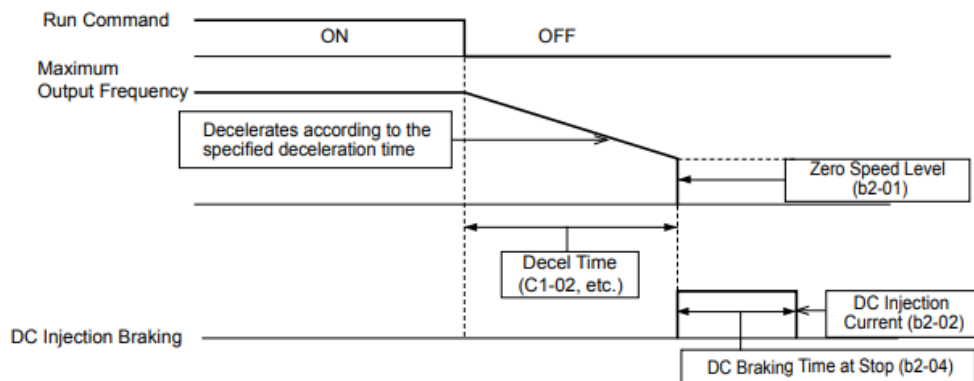 Run Command
ON
OFF
Maximum
Output Frequency
Decelerates according to the
specified deceleration time
Zero Speed Level
(b2-01)
Decel Time
(C1-02, etc.)
DC Injection
Current (b2-02)
DC Injection Braking
DC Braking Time at Stop (b2-04)